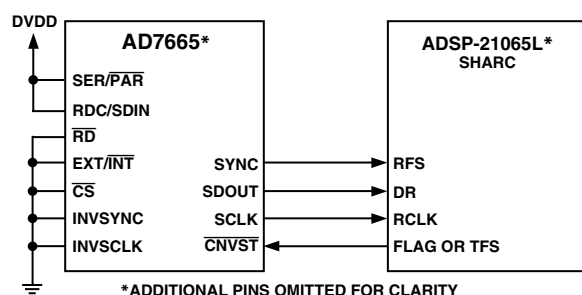 DVDD
AD7665*
SER/PAR
RDC/SDIN
RD
EXT/INT
CS
INVSYNC
INVSCLK
SYNC
SDOUT
SCLK
CNVST
ADSP-21065L*
SHARC
RFS
DR
RCLK
FLAG OR TFS
*ADDITIONAL PINS OMITTED FOR CLARITY